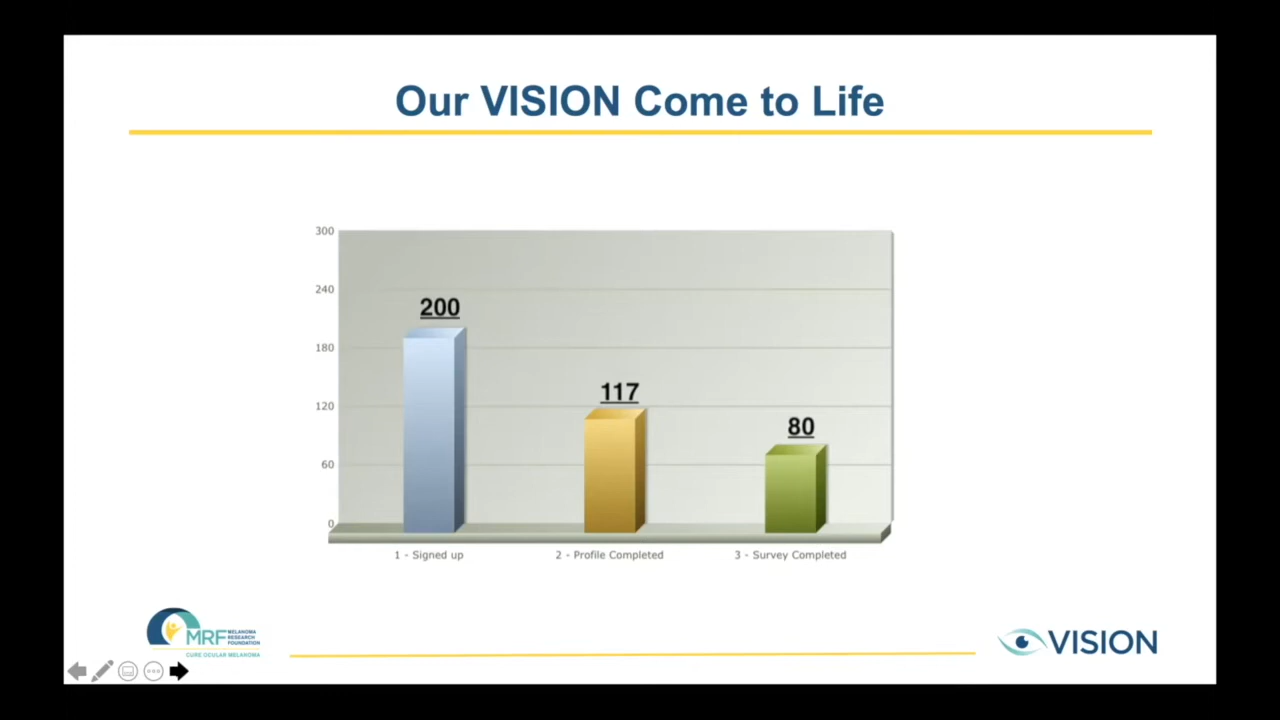 Our VISION Come to Life
300
240
180
120
60
0
200
117
80
1 - Signed up
2 - Profile Completed
3 - Survey Completed
MRF
MELANOMA
RESEARCH
FOUNDATION
CURE OCULAR MELANOMA
VISION